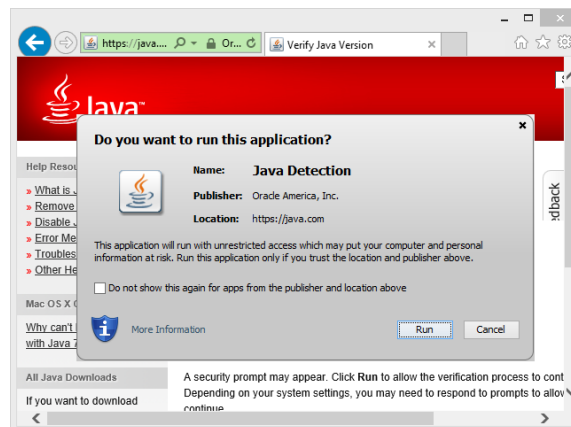 https://java....
Or...
Verify Java Version
Java™
Do you want to run this application?
Name: Java Detection
Publisher: Oracle America, Inc.
Location: https://java.com
This application will run with unrestricted access which may put your computer and personal
information at risk. Run this application only if you trust the location and publisher above.
Do not show this again for apps from the publisher and location above
More Information
Run
Cancel
Help Resou
» What is
» Remove
» Disable
» Error Me
» Troubles
» Other He
Mac OS X
Why can't
with Java 7
All Java Downloads
If you want to download
A security prompt may appear. Click Run to allow the verification process to cont
Depending on your system settings, you may need to respond to prompts to allow
continue.
edback